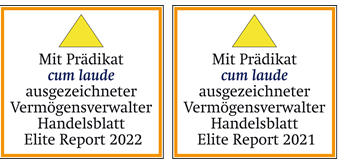 Mit Prädikat
cum laude
ausgezeichneter
Vermögensverwalter
Handelsblatt
Elite Report 2022
Mit Prädikat
cum laude
ausgezeichneter
Vermögensverwalter
Handelsblatt
Elite Report 2021